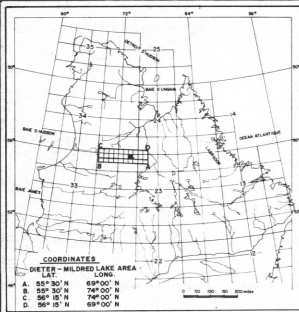 80° 72° 64° 56°
35
DETROIT D'HUDSON
25
60°
BAIE D'UNGAVA
BAIE D'HUDSON
24
34
14
OCEAN ATLANTIQUE
56°
C D
B A
LABRADOR
BAIE JAMES
33
23
13
52°
22
12
COORDINATES
DIETER - MILDRED LAKE AREA
LAT. LONG.
A. 55° 30' N 69° 00' N
B. 55° 30' N 74° 00' N
C. 56° 15' N 74° 00' N
D. 56° 15' N 69° 00' N
0 50 100 150 200 miles